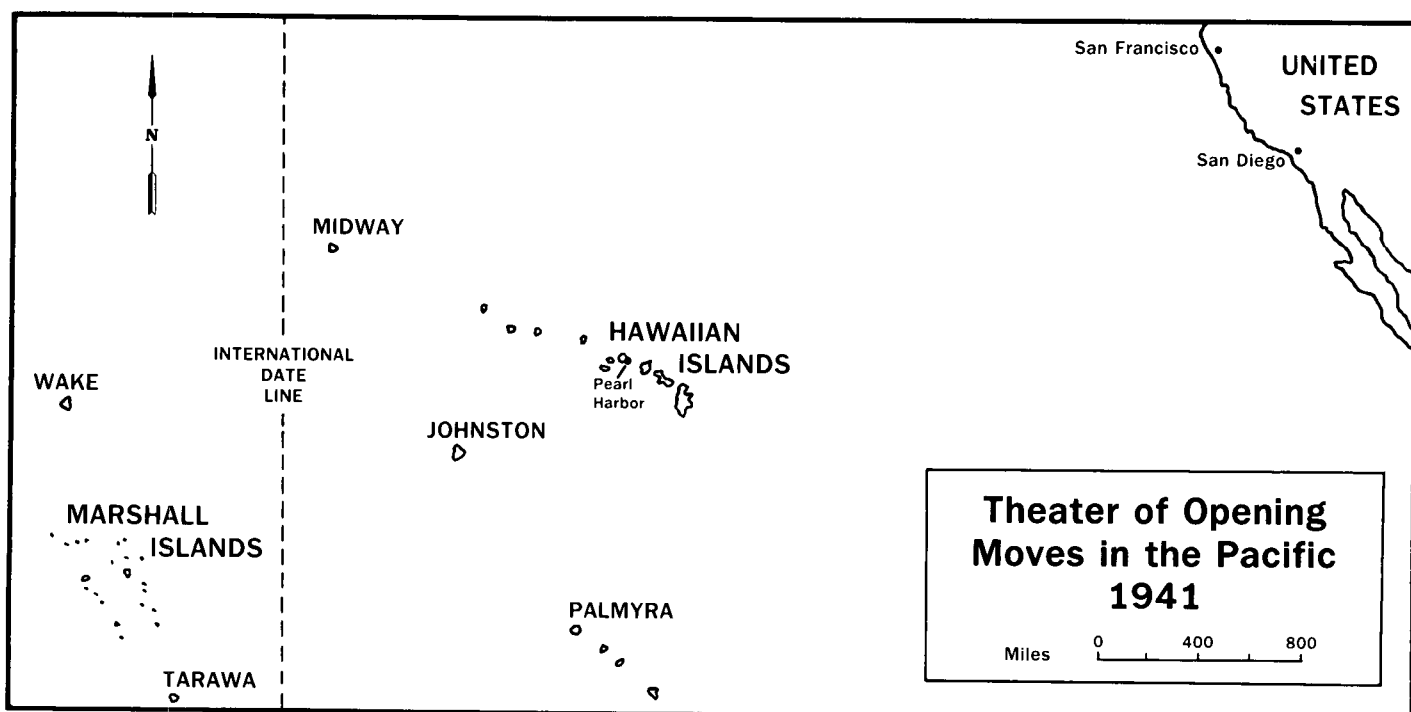 San Francisco
UNITED
STATES
N
San Diego
MIDWAY
HAWAIIAN
ISLANDS
INTERNATIONAL
DATE
LINE
WAKE
Pearl
Harbor
JOHNSTON
MARSHALL
ISLANDS
Theater of Opening
Moves in the Pacific
1941
PALMYRA
Miles 0 400 800
TARAWA